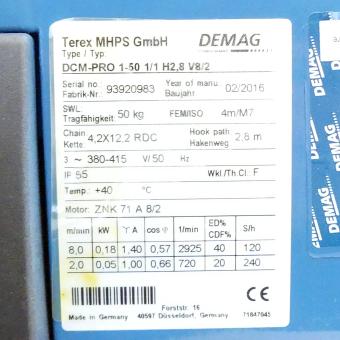 Terex MHPS GmbH
DEMAG
Type / Typ.
DCM-PRO 1-50 1/1 H2,8 V8/2
Serial no. Year of manu.
Fabrik-Nr. 93920983 Baujahr 02/2016
SWL
Tragfähigkeit. 50 kg FEM/ISO 4m/M7
Chain Hook path
Kette 4,2X12,2 RDC Hakenweg. 2,8 m
3 ~ 380-415 V/ 50 Hz
IP 55 Wkl./Th.Cl.: F
Temp.: +40 °C
Motor: ZNK 71 A 8/2
m/min kW Y A cos φ 1/min ED% CDF% S/h
8,0 0,18 1,40 0,57 2925 40 120
2,0 0,05 1,00 0,66 720 20 240
Forststr. 16
Made in Germany 40597 Düsseldorf, Germany 71847045
CE
DEMAG
DEMAG
DEMAG